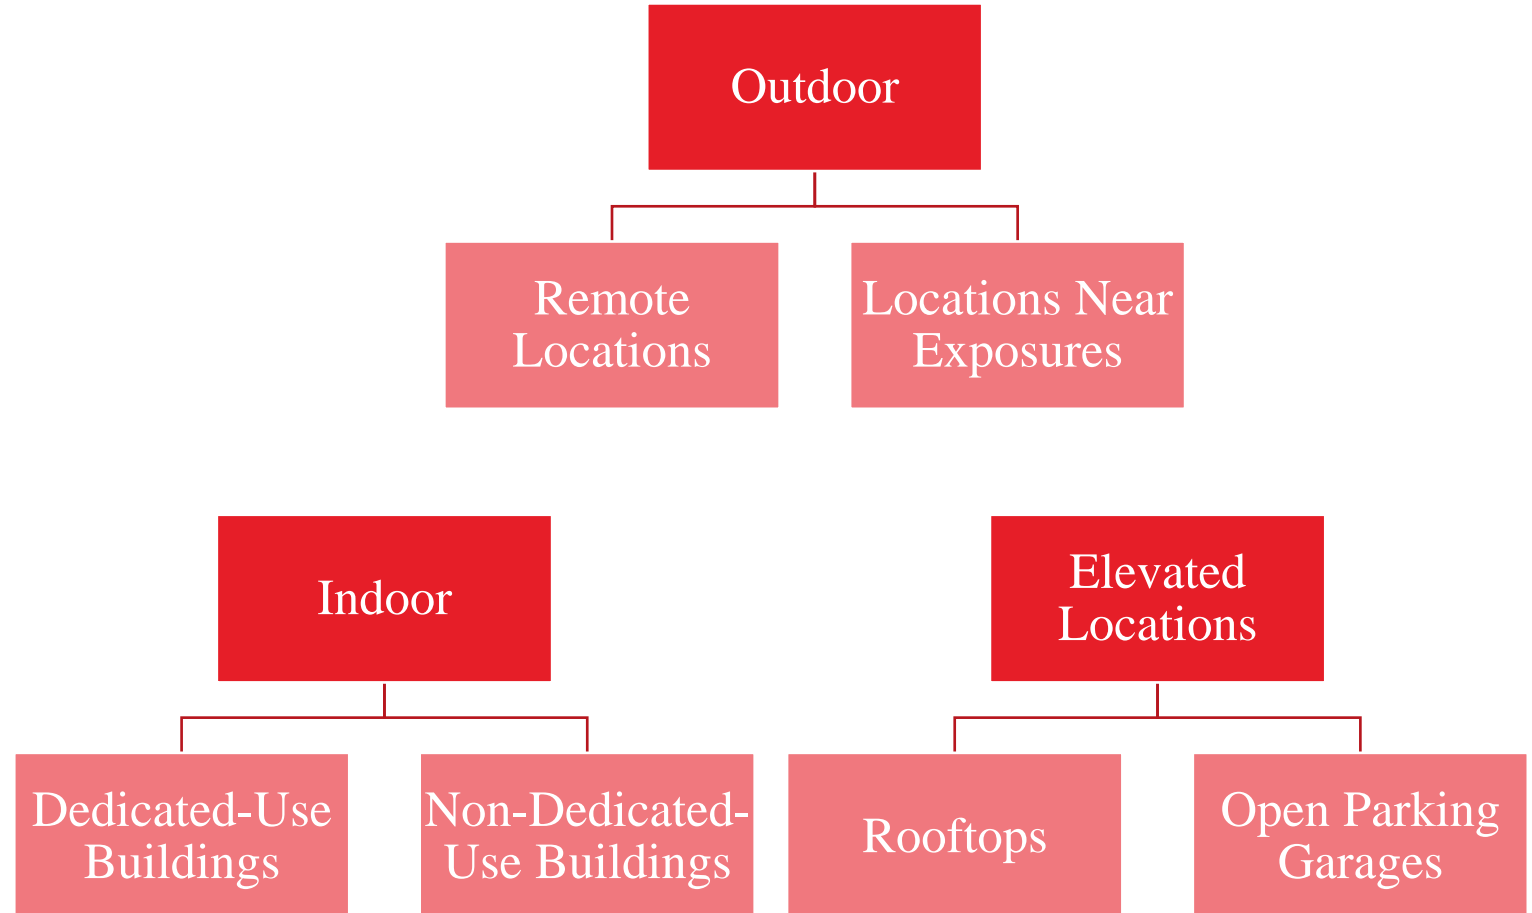 Outdoor
Remote
Locations
Locations Near
Exposures
Indoor
Dedicated-Use
Buildings
Non-Dedicated-
Use Buildings
Elevated
Locations
Rooftops
Open Parking
Garages